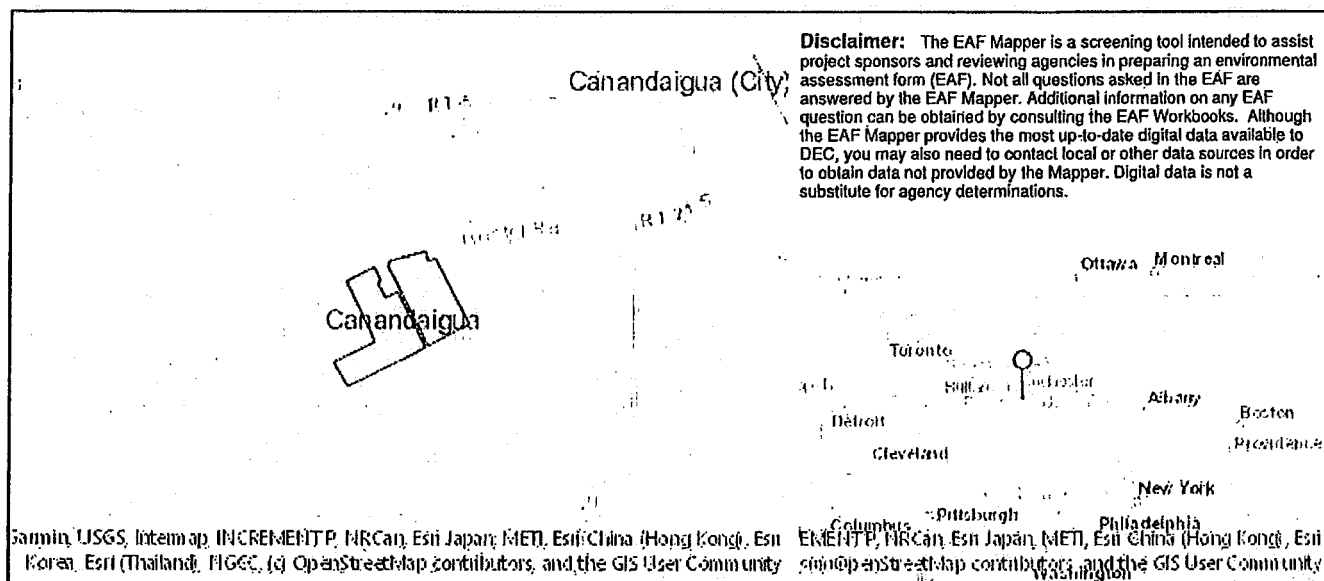 Disclaimer: The EAF Mapper is a screening tool intended to assist
project sponsors and reviewing agencies in preparing an environmental
assessment form (EAF). Not all questions asked in the EAF are
answered by the EAF Mapper. Additional information on any EAF
question can be obtained by consulting the EAF Workbooks. Although
the EAF Mapper provides the most up-to-date digital data available to
DEC, you may also need to contact local or other data sources in order
to obtain data not provided by the Mapper. Digital data is not a
substitute for agency determinations.
Canandaigua (City)
Canandaigua
Ottawa Montreal
Toronto
Albany
Detroit
Boston
Providence
Cleveland
New York
Columbus Pittsburgh Philadelphia
Washington
Garmin, USGS, Intermap, INCREMENT P, NRCan, Esri Japan, METI, Esri China (Hong Kong), Esri
Korea, Esri (Thailand), NGCC, (c) OpenStreetMap contributors, and the GIS User Community
EMENT P, NRCan, Esri Japan, METI, Esri China (Hong Kong), Esri
OpenStreetMap contributors, and the GIS User Community